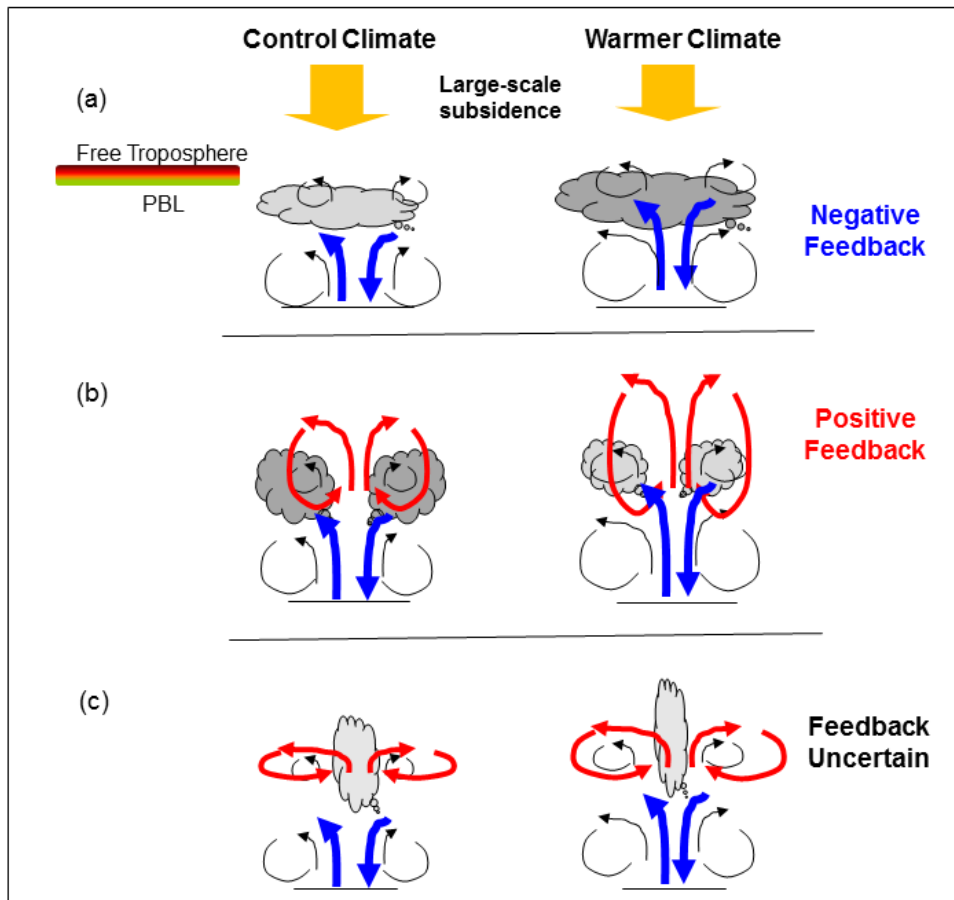 Control Climate
Warmer Climate
(a)
Large-scale
subsidence
Free Troposphere
PBL
Negative
Feedback
(b)
Positive
Feedback
(c)
Feedback
Uncertain